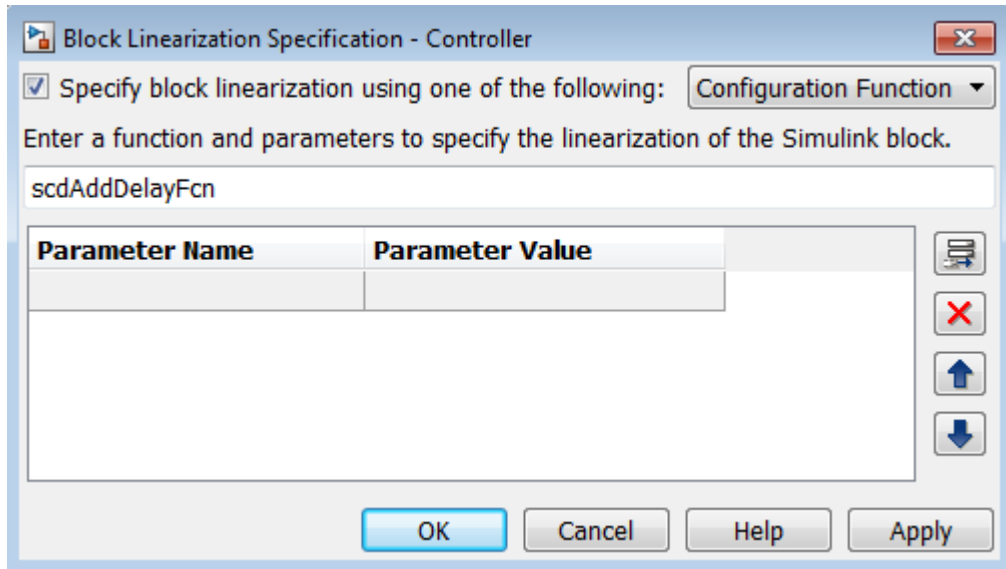 Block Linearization Specification - Controller
Specify block linearization using one of the following: Configuration Function
Enter a function and parameters to specify the linearization of the Simulink block.
scdAddDelayFcn
Parameter Name Parameter Value
OK Cancel Help Apply